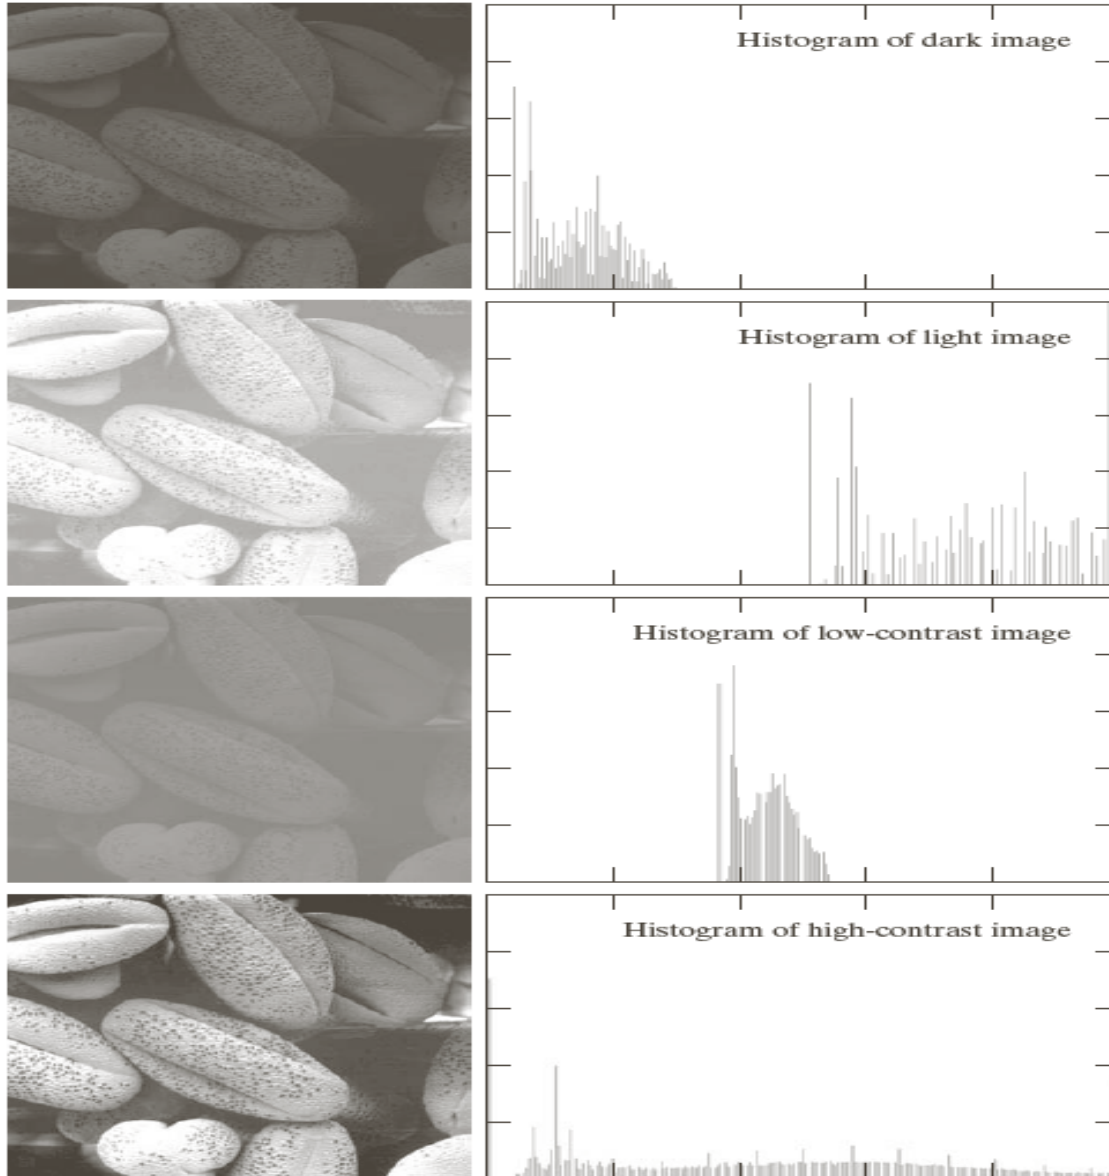 Histogram of dark image
Histogram of light image
Histogram of low-contrast image
Histogram of high-contrast image